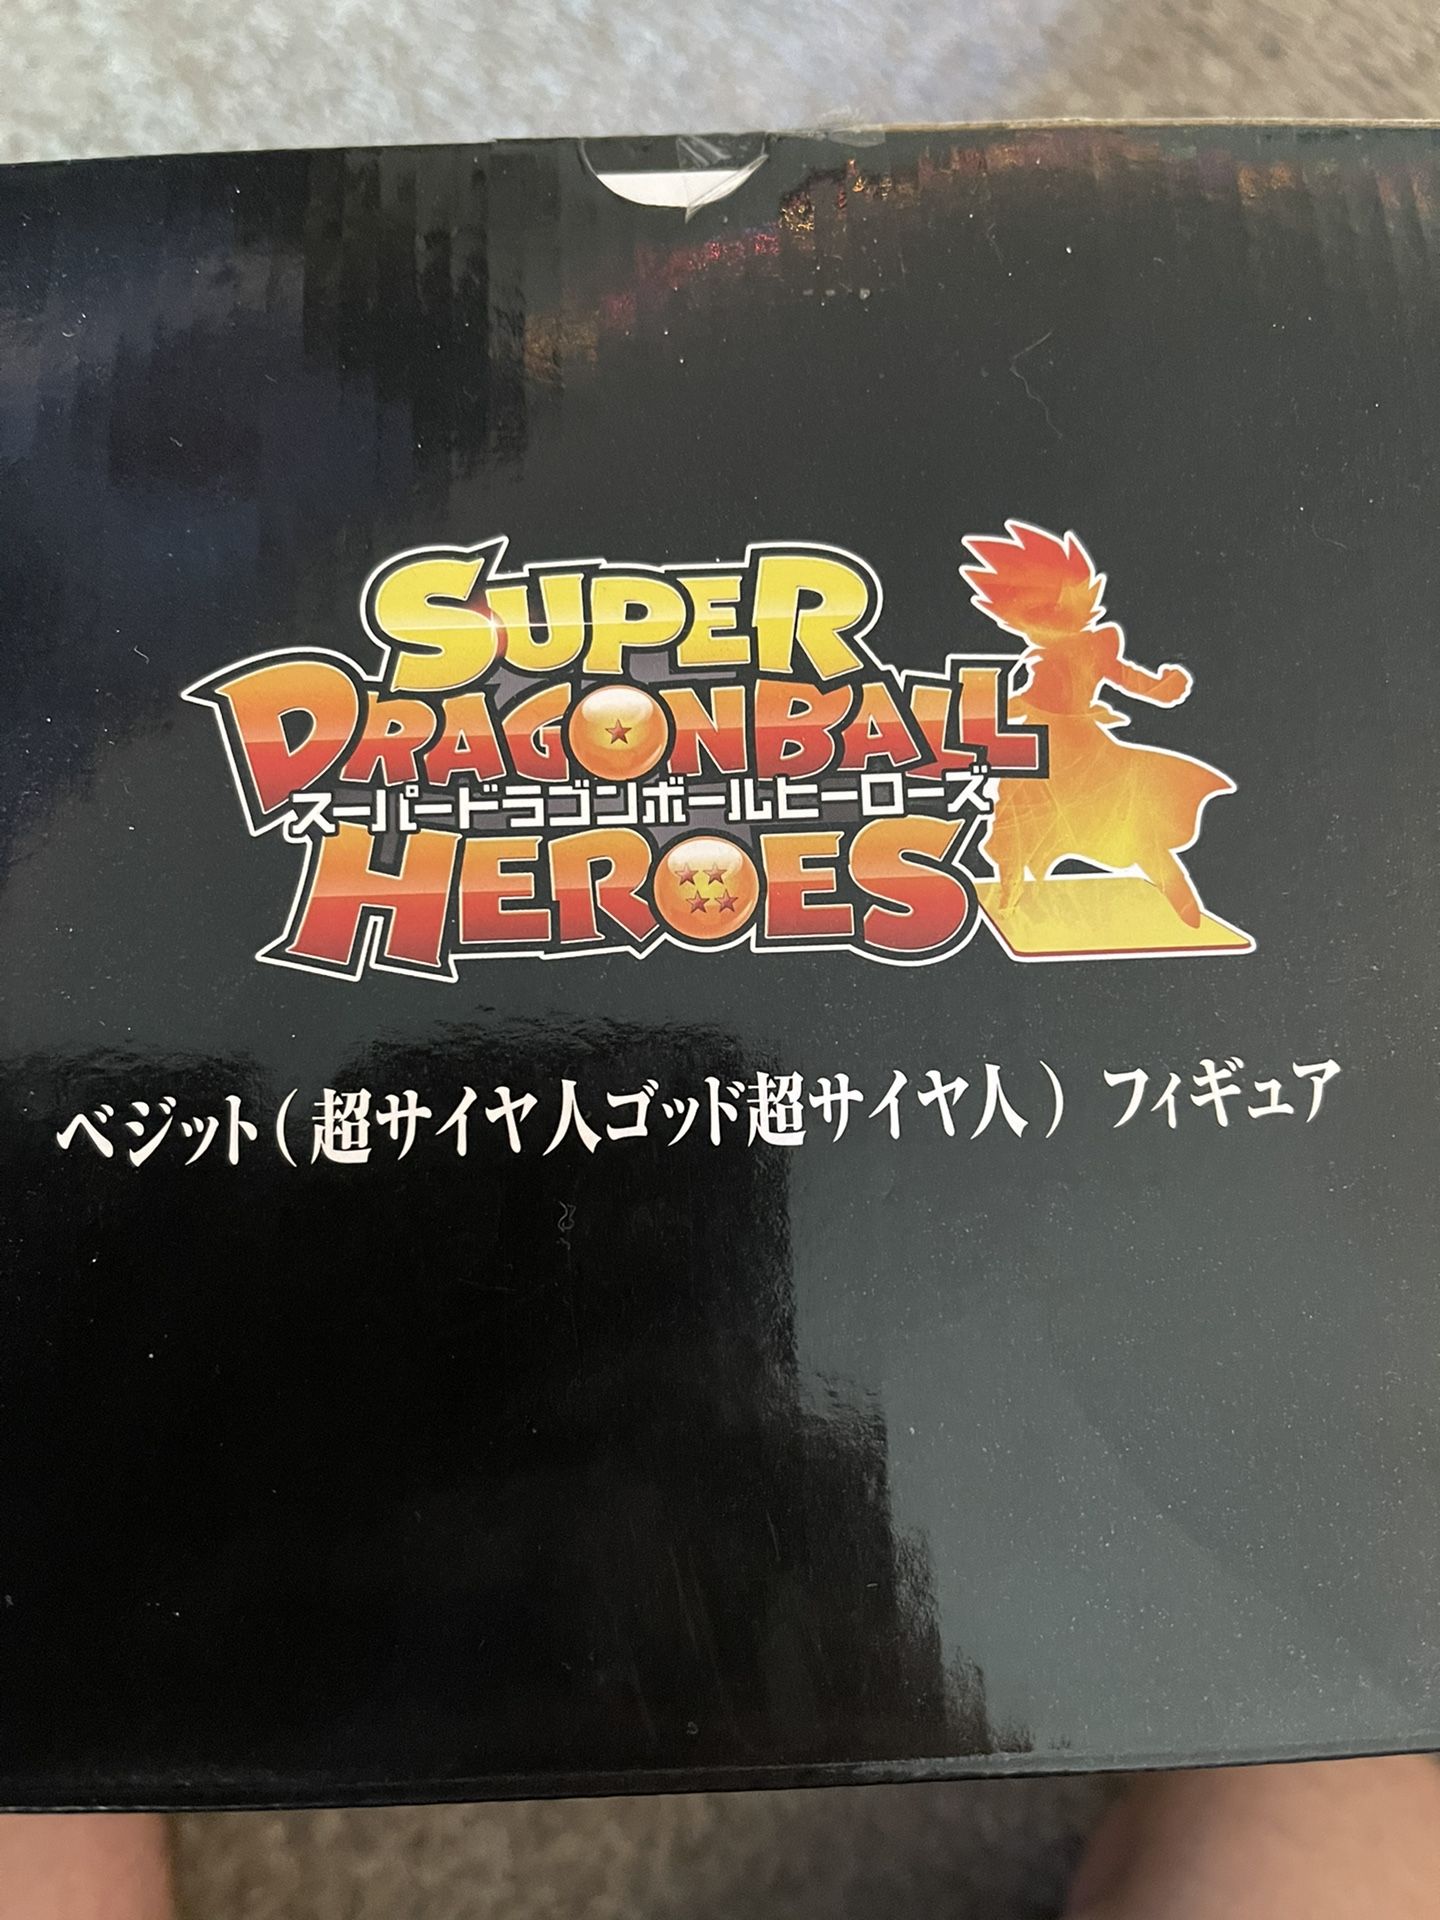 SUPER
DRAGONBALL
スーパードラゴンボールヒーローズ
HEROES
ベジット(超サイヤ人ゴッド超サイヤ人) フィギュア